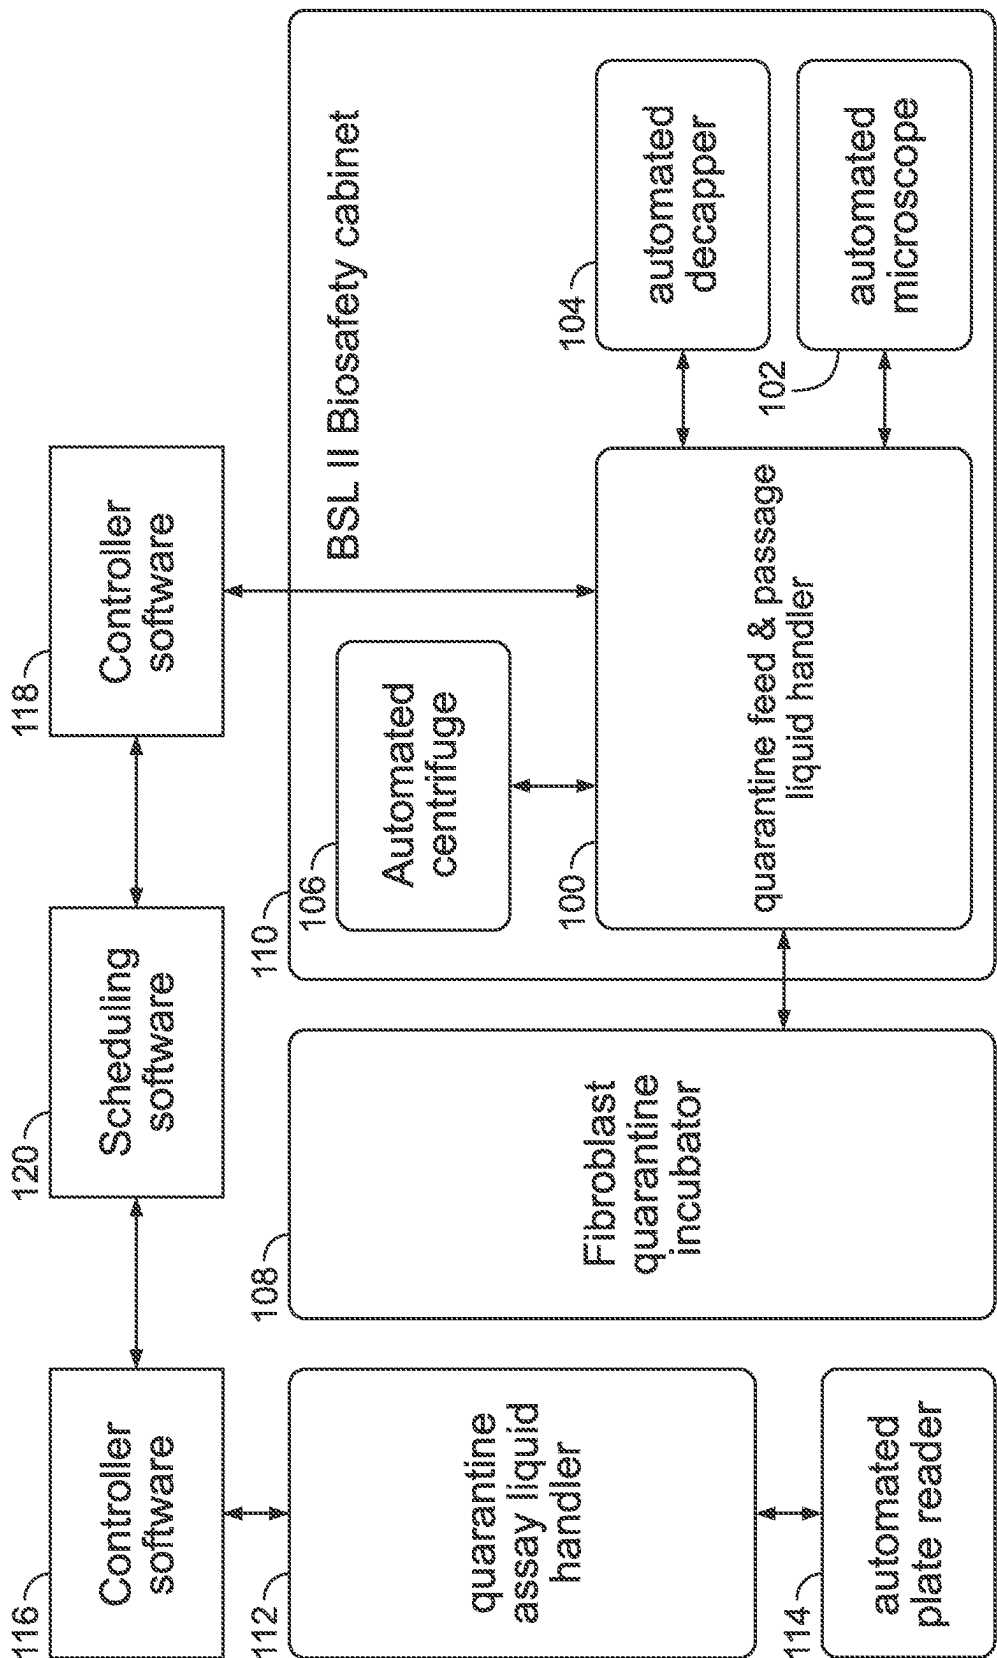 116
Controller
software
120
Scheduling
software
118
Controller
software
112
quarantine
assay liquid
handler
114
automated
plate reader
108
Fibroblast
quarantine
incubator
110
BSL II Biosafety cabinet
106
Automated
centrifuge
100
quarantine feed & passage
liquid handler
104
automated
decapper
102
automated
microscope